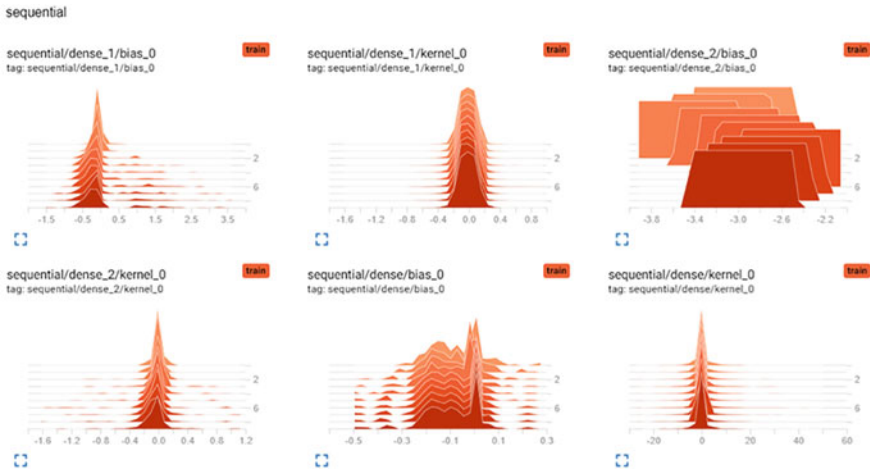 sequential
sequential/dense_1/bias_0
train
tag: sequential/dense_1/bias_0
2
6
-1.5 -0.5 0.5 1.5 2.5 3.5
sequential/dense_1/kernel_0
train
tag: sequential/dense_1/kernel_0
2
6
-1.6 -1.2 -0.8 -0.4 0.0 0.4 0.8
sequential/dense_2/bias_0
train
tag: sequential/dense_2/bias_0
2
6
-3.8 -3.4 -3.0 -2.6 -2.2
sequential/dense_2/kernel_0
train
tag: sequential/dense_2/kernel_0
2
6
-1.6 -1.2 -0.8 -0.4 0.0 0.4 0.8 1.2
sequential/dense/bias_0
train
tag: sequential/dense/bias_0
2
6
-0.5 -0.3 -0.1 0.1 0.3
sequential/dense/kernel_0
train
tag: sequential/dense/kernel_0
2
6
-20 0 20 40 60